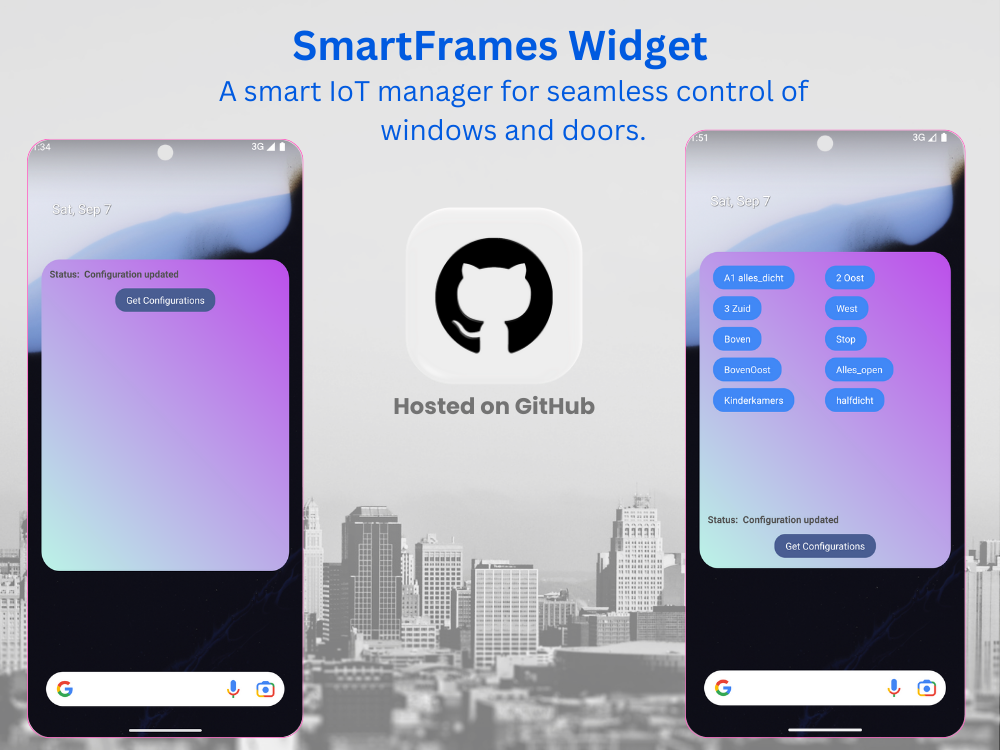 SmartFrames Widget
A smart IoT manager for seamless control of
windows and doors.
1:34
3G
Sat, Sep 7
Status: Configuration updated
Get Configurations
Hosted on GitHub
1:51
3G
Sat, Sep 7
A1 alles_dicht
2 Oost
3 Zuid
West
Boven
Stop
BovenOost
Alles_open
Kinderkamers
halfdicht
Status: Configuration updated
Get Configurations